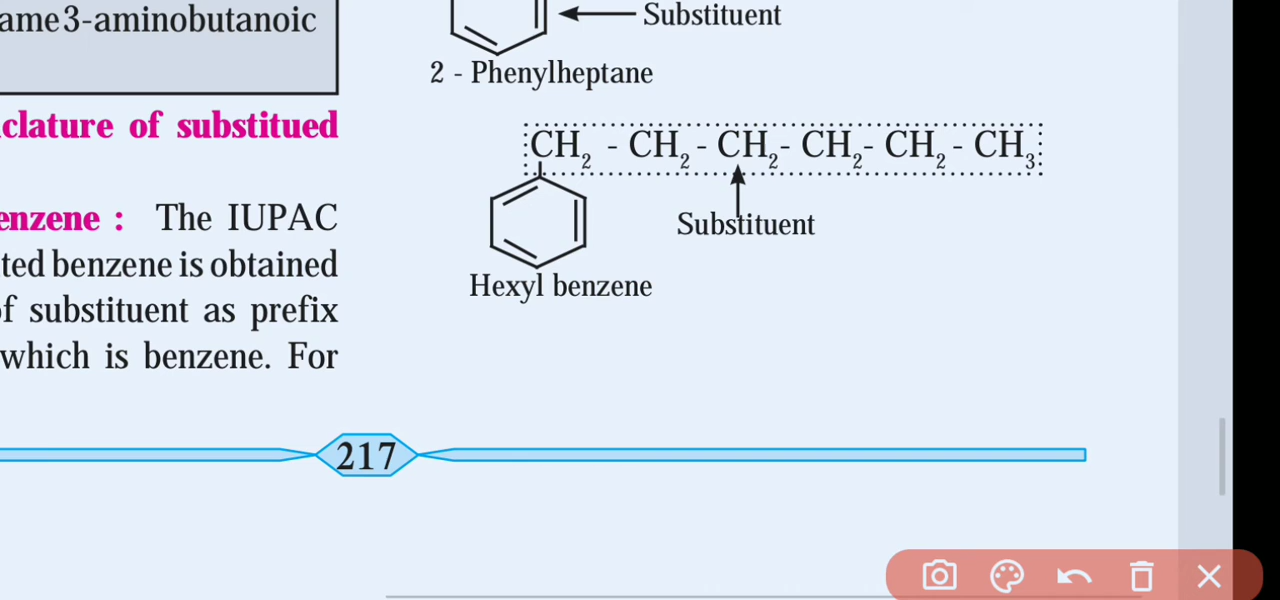 ame 3-aminobutanoic
clature of substitued
enzene : The IUPAC
ted benzene is obtained
f substituent as prefix
which is benzene. For
Substituent
2 - Phenylheptane
CH₂ - CH₂ - CH₂- CH₂- CH₂ - CH₃
Substituent
Hexyl benzene
217